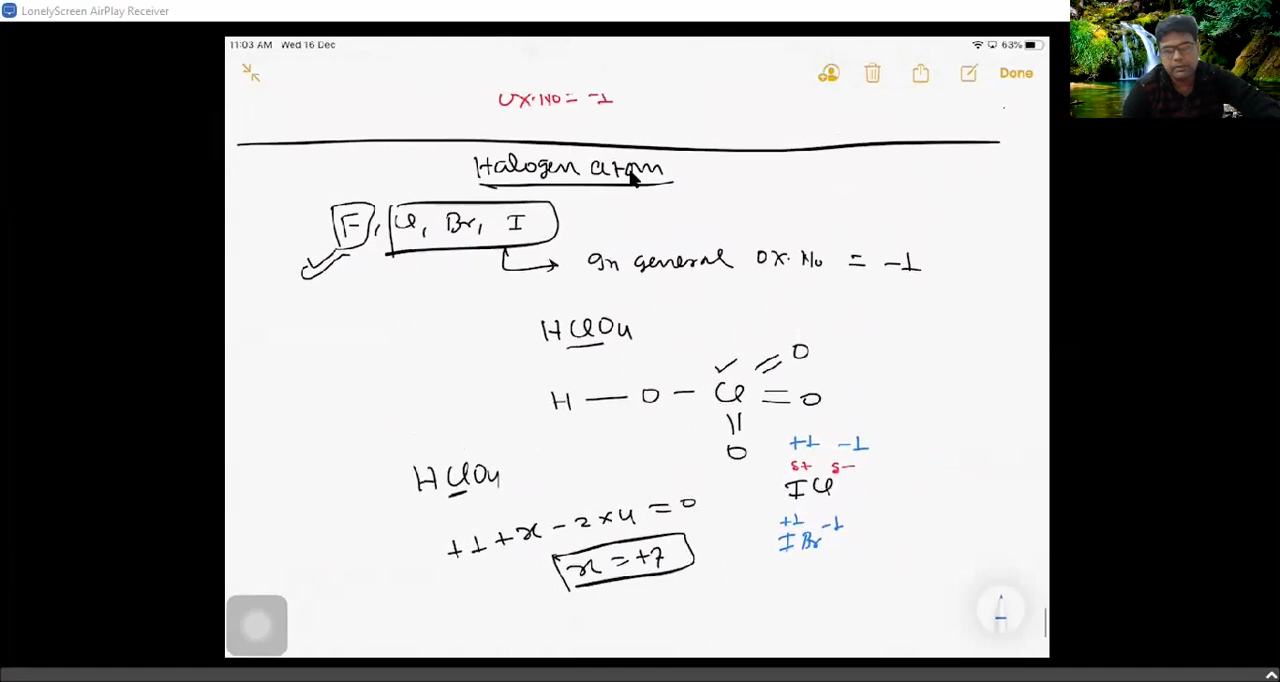 LonelyScreen AirPlay Receiver
11:03 AM Wed 16 Dec
63%
Done
OX·NO = -1
Halogen atom
F, Cl, Br, I
In general OX·No = -1
HClO4
O
H — O — Cl = O
O
+1 -1
δ+ δ-
ICl
HClO4
+1 -1
IBr
+1 + x - 2 × 4 = 0
x = +7